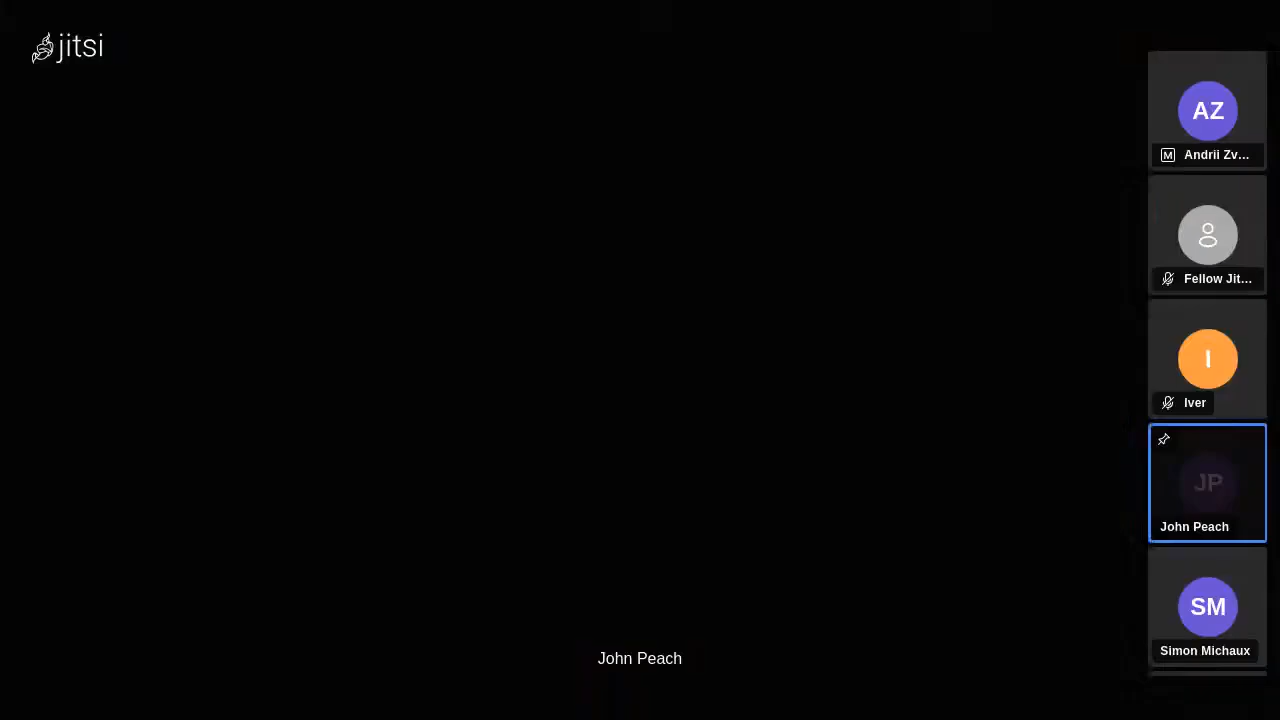 jitsi
AZ
M
Andrii Zv...
Fellow Jit...
I
Iver
JP
John Peach
SM
Simon Michaux
John Peach